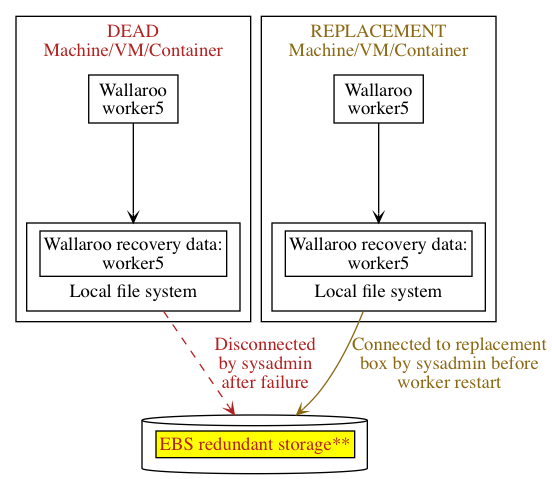 DEAD
Machine/VM/Container
Wallaroo
worker5
Wallaroo recovery data:
worker5
Local file system
REPLACEMENT
Machine/VM/Container
Wallaroo
worker5
Wallaroo recovery data:
worker5
Local file system
Disconnected
by sysadmin
after failure
Connected to replacement
box by sysadmin before
worker restart
EBS redundant storage**